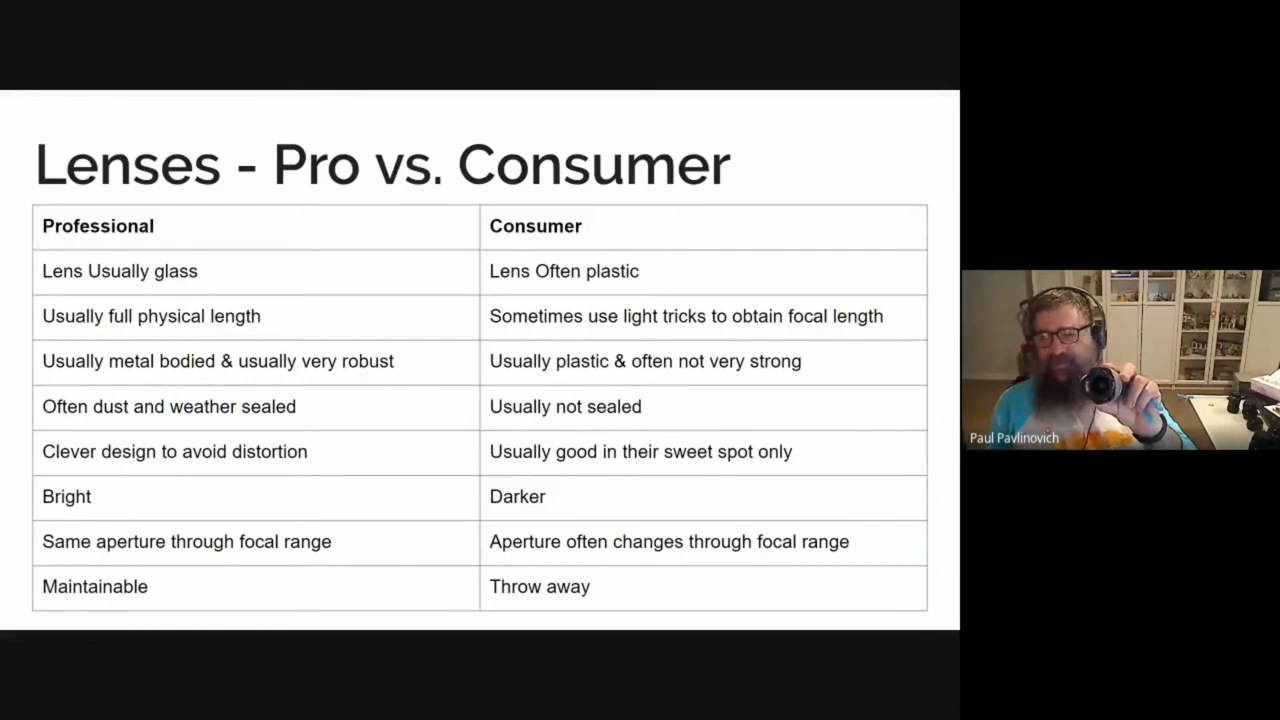 Lenses - Pro vs. Consumer
Professional
Consumer
Lens Usually glass
Lens Often plastic
Usually full physical length
Sometimes use light tricks to obtain focal length
Usually metal bodied & usually very robust
Usually plastic & often not very strong
Often dust and weather sealed
Usually not sealed
Clever design to avoid distortion
Usually good in their sweet spot only
Bright
Darker
Same aperture through focal range
Aperture often changes through focal range
Maintainable
Throw away
Paul Pavlinovich